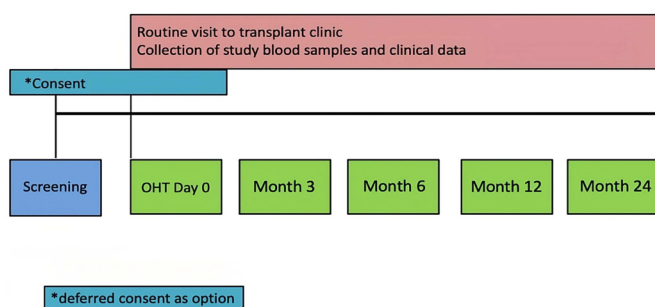 Routine visit to transplant clinic
Collection of study blood samples and clinical data
*Consent
Screening
OHT Day 0
Month 3
Month 6
Month 12
Month 24
*deferred consent as option